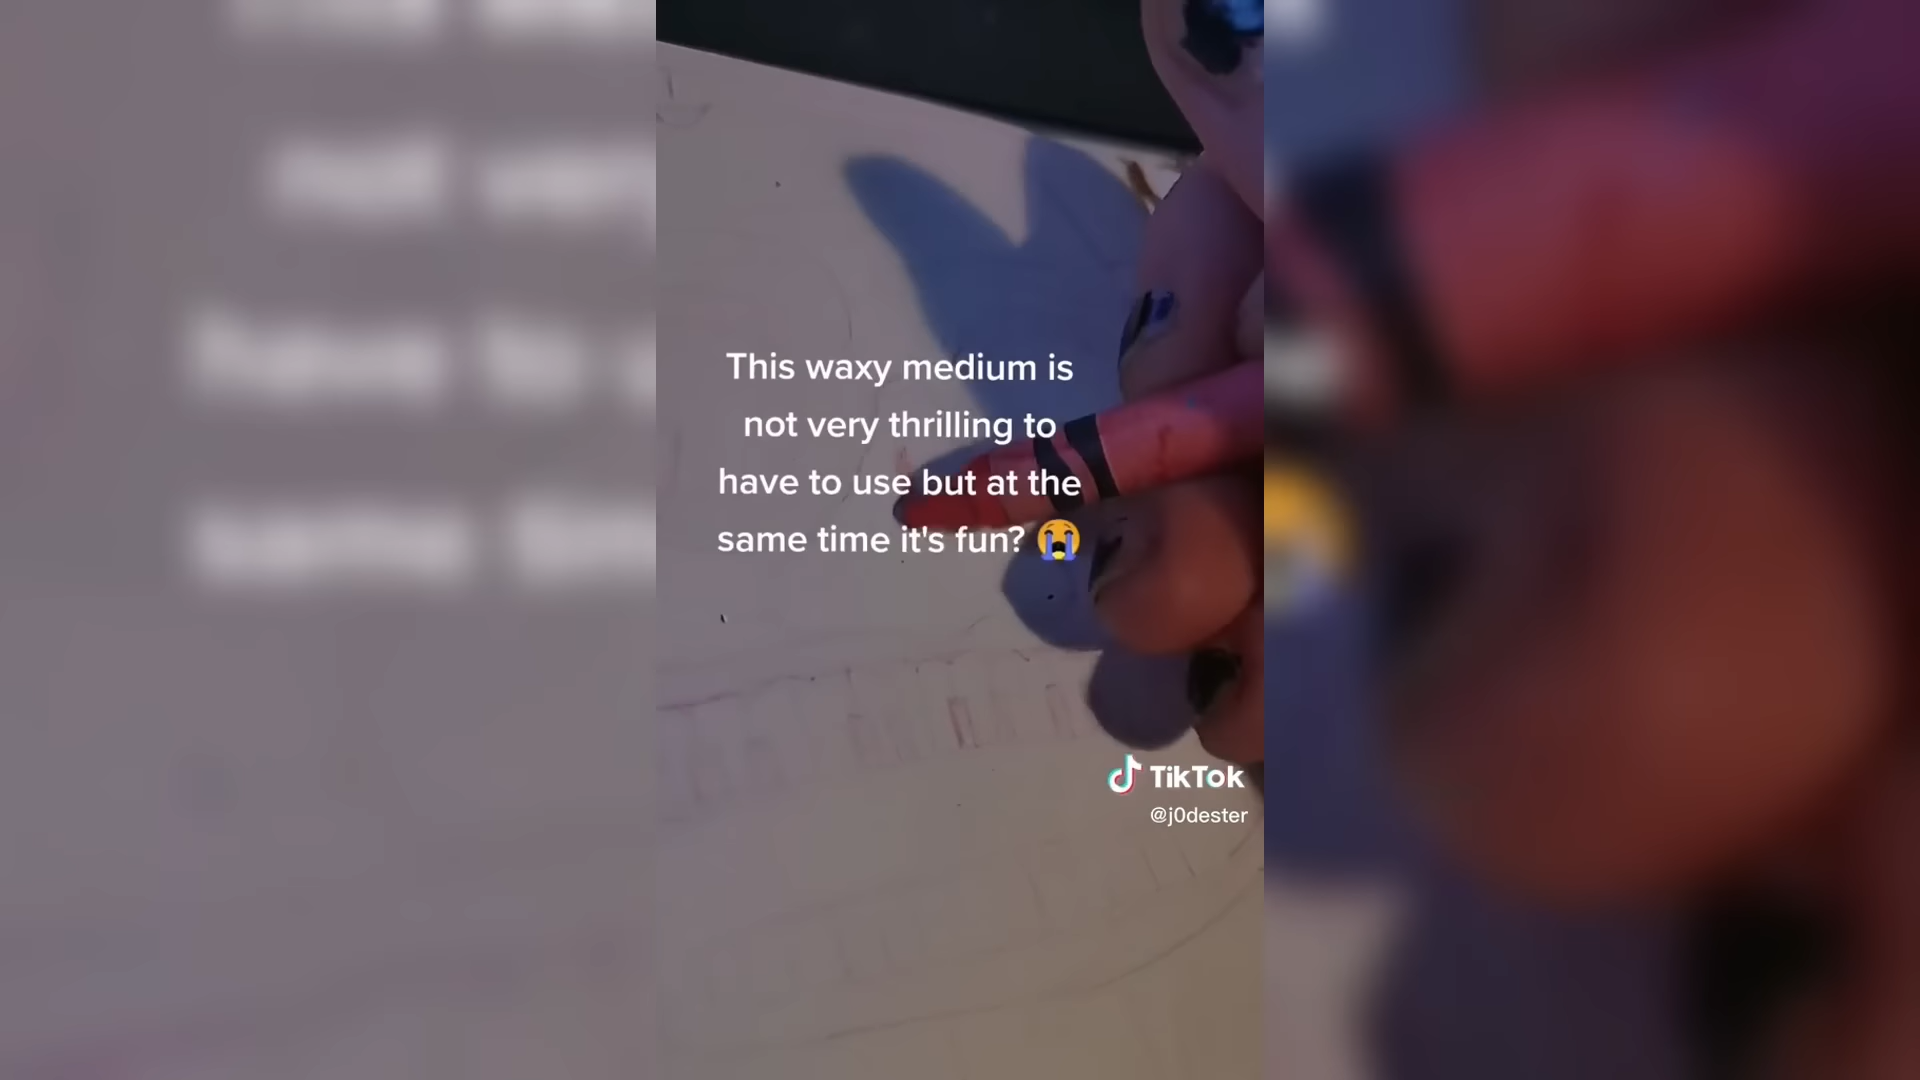 This waxy medium is
not very thrilling to
have to use but at the
same time it's fun? 😭
TikTok
@j0dester